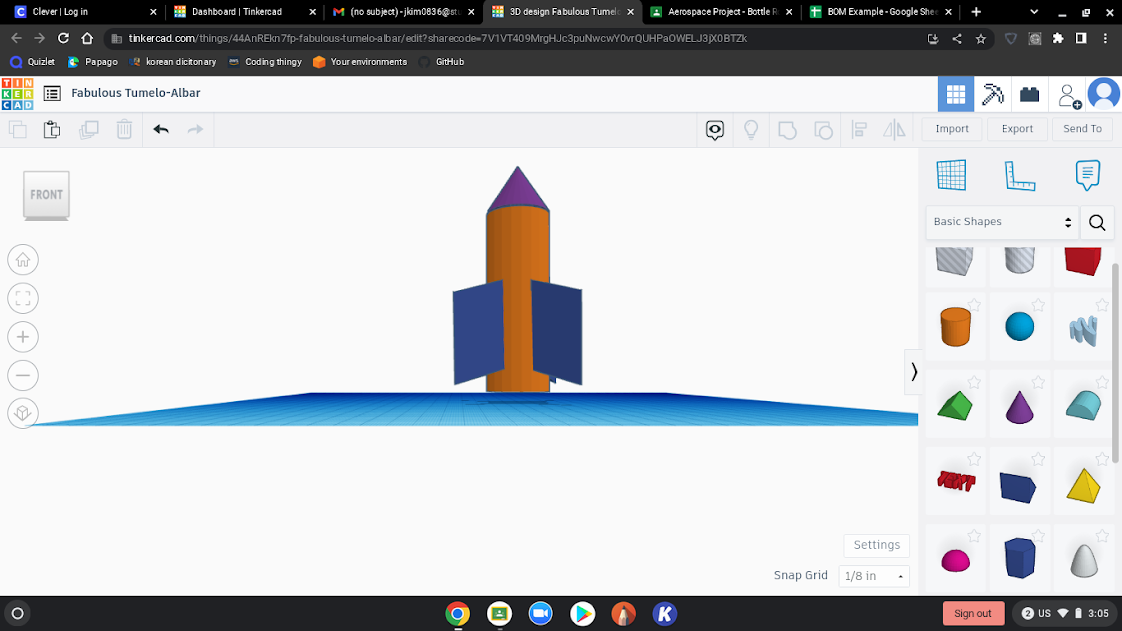 Clever | Log in
Dashboard | Tinkercad
(no subject) - jkim0836@stu
3D design Fabulous Tumelo
Aerospace Project - Bottle R
BOM Example - Google Shee
tinkercad.com/things/44AnREkn7fp-fabulous-tumelo-albar/edit?sharecode=7V1VT409MrgHJc3puNwcwY0vrQUHPaOWELJ3jX0BTZk
Quizlet
Papago
korean dicitonary
Coding thingy
Your environments
GitHub
TIN
KER
CAD
Fabulous Tumelo-Albar
Import
Export
Send To
FRONT
Basic Shapes
TEXT
Settings
Snap Grid
1/8 in
K
Sign out
2
US
3:05